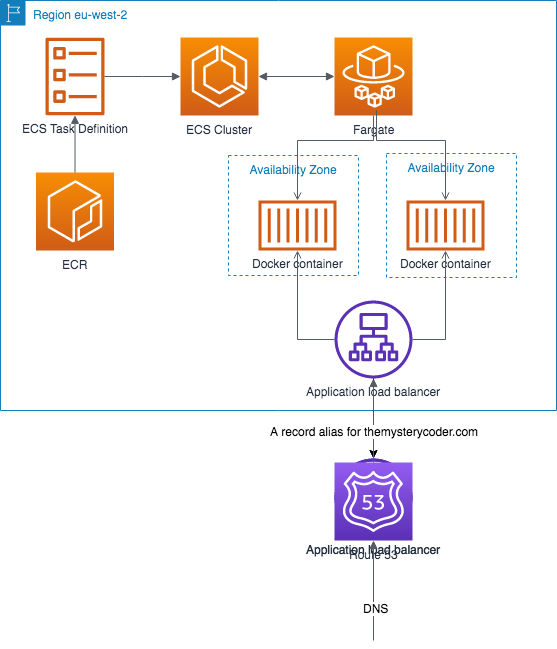 Region eu-west-2
ECS Task Definition
ECS Cluster
Fargate
Availability Zone
Availability Zone
ECR
Docker container
Docker container
Application load balancer
A record alias for themysterycoder.com
53
Application load balancer
Route 53
DNS